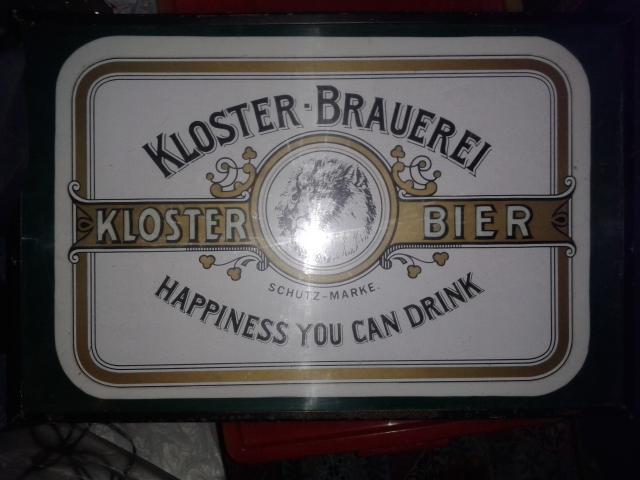 KLOSTER-BRAUEREI
KLOSTER BIER
SCHUTZ-MARKE.
HAPPINESS YOU CAN DRINK